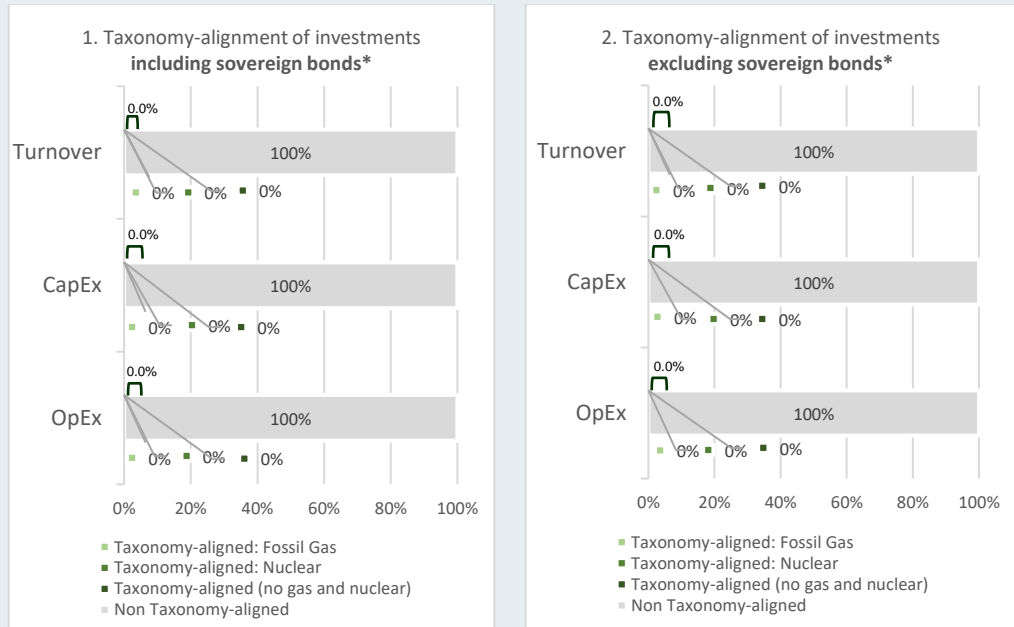 1. Taxonomy-alignment of investments
including sovereign bonds*
0.0%
Turnover
100%
0% 0% 0%
0.0%
CapEx
100%
0% 0% 0%
0.0%
OpEx
100%
0% 0% 0%
0% 20% 40% 60% 80% 100%
Taxonomy-aligned: Fossil Gas
Taxonomy-aligned: Nuclear
Taxonomy-aligned (no gas and nuclear)
Non Taxonomy-aligned
2. Taxonomy-alignment of investments
excluding sovereign bonds*
0.0%
Turnover
100%
0% 0% 0%
0.0%
CapEx
100%
0% 0% 0%
0.0%
OpEx
100%
0% 0% 0%
0% 20% 40% 60% 80% 100%
Taxonomy-aligned: Fossil Gas
Taxonomy-aligned: Nuclear
Taxonomy-aligned (no gas and nuclear)
Non Taxonomy-aligned